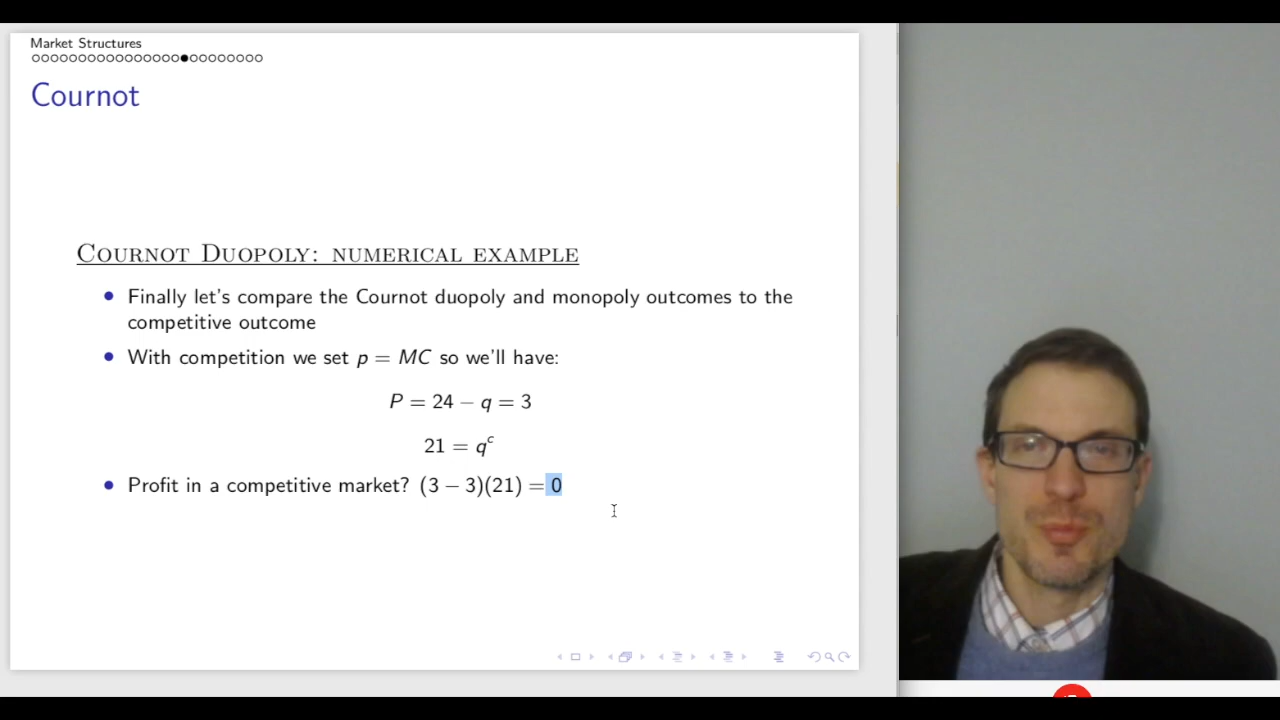 Market Structures
Cournot
Cournot Duopoly: numerical example
Finally let's compare the Cournot duopoly and monopoly outcomes to the
competitive outcome
With competition we set p = MC so we'll have:
P = 24 − q = 3
21 = qᶜ
Profit in a competitive market? (3 − 3)(21) = 0